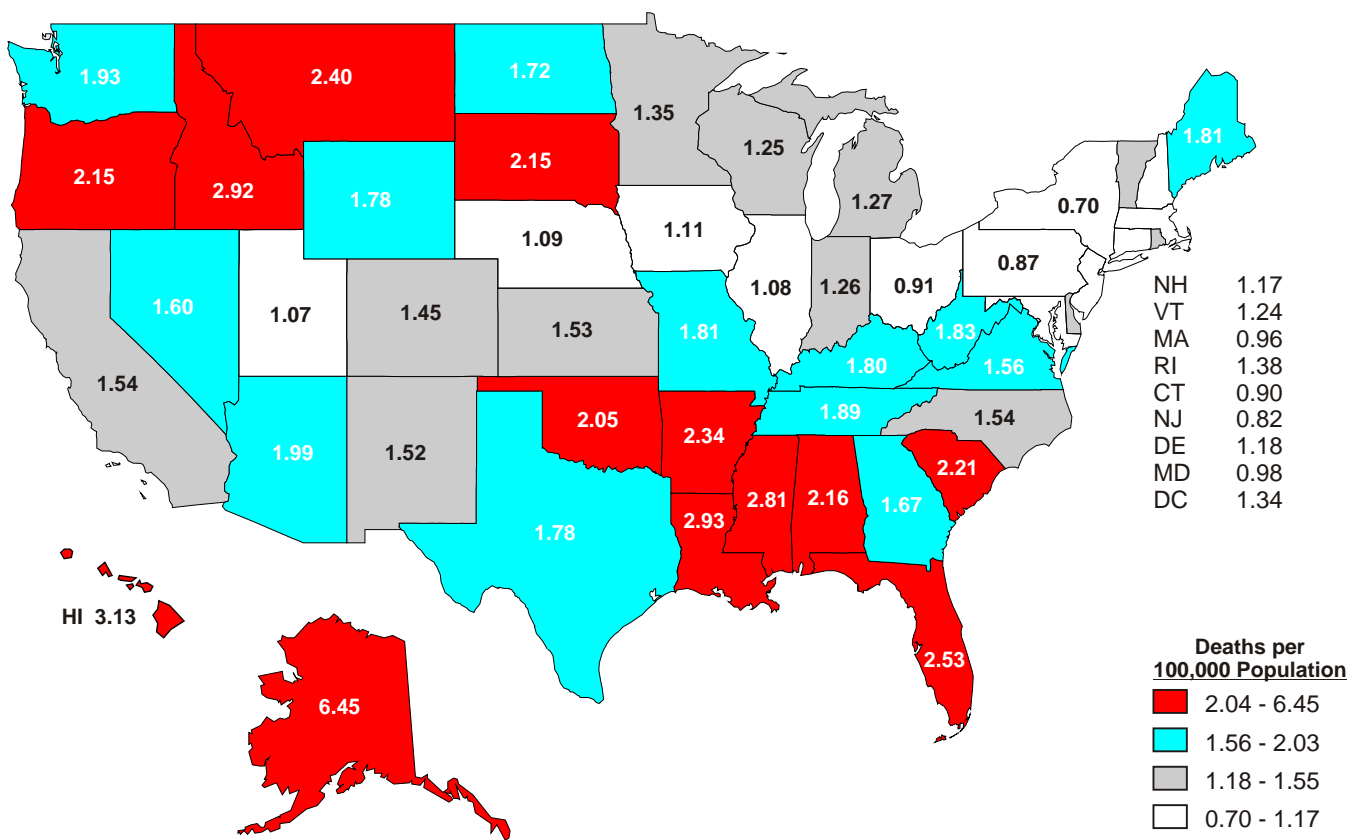 1.93
2.40
1.72
1.35
1.81
2.15
2.92
1.78
2.15
1.25
1.27
0.70
1.09
1.11
0.87
1.60
1.07
1.45
1.53
1.08
1.26
0.91
1.81
1.83
1.80
1.56
1.54
1.99
1.52
2.05
2.34
1.89
1.54
2.21
1.78
2.93
2.81
2.16
1.67
2.53
HI 3.13
6.45
NH 1.17
VT 1.24
MA 0.96
RI 1.38
CT 0.90
NJ 0.82
DE 1.18
MD 0.98
DC 1.34
Deaths per
100,000 Population
2.04 - 6.45
1.56 - 2.03
1.18 - 1.55
0.70 - 1.17